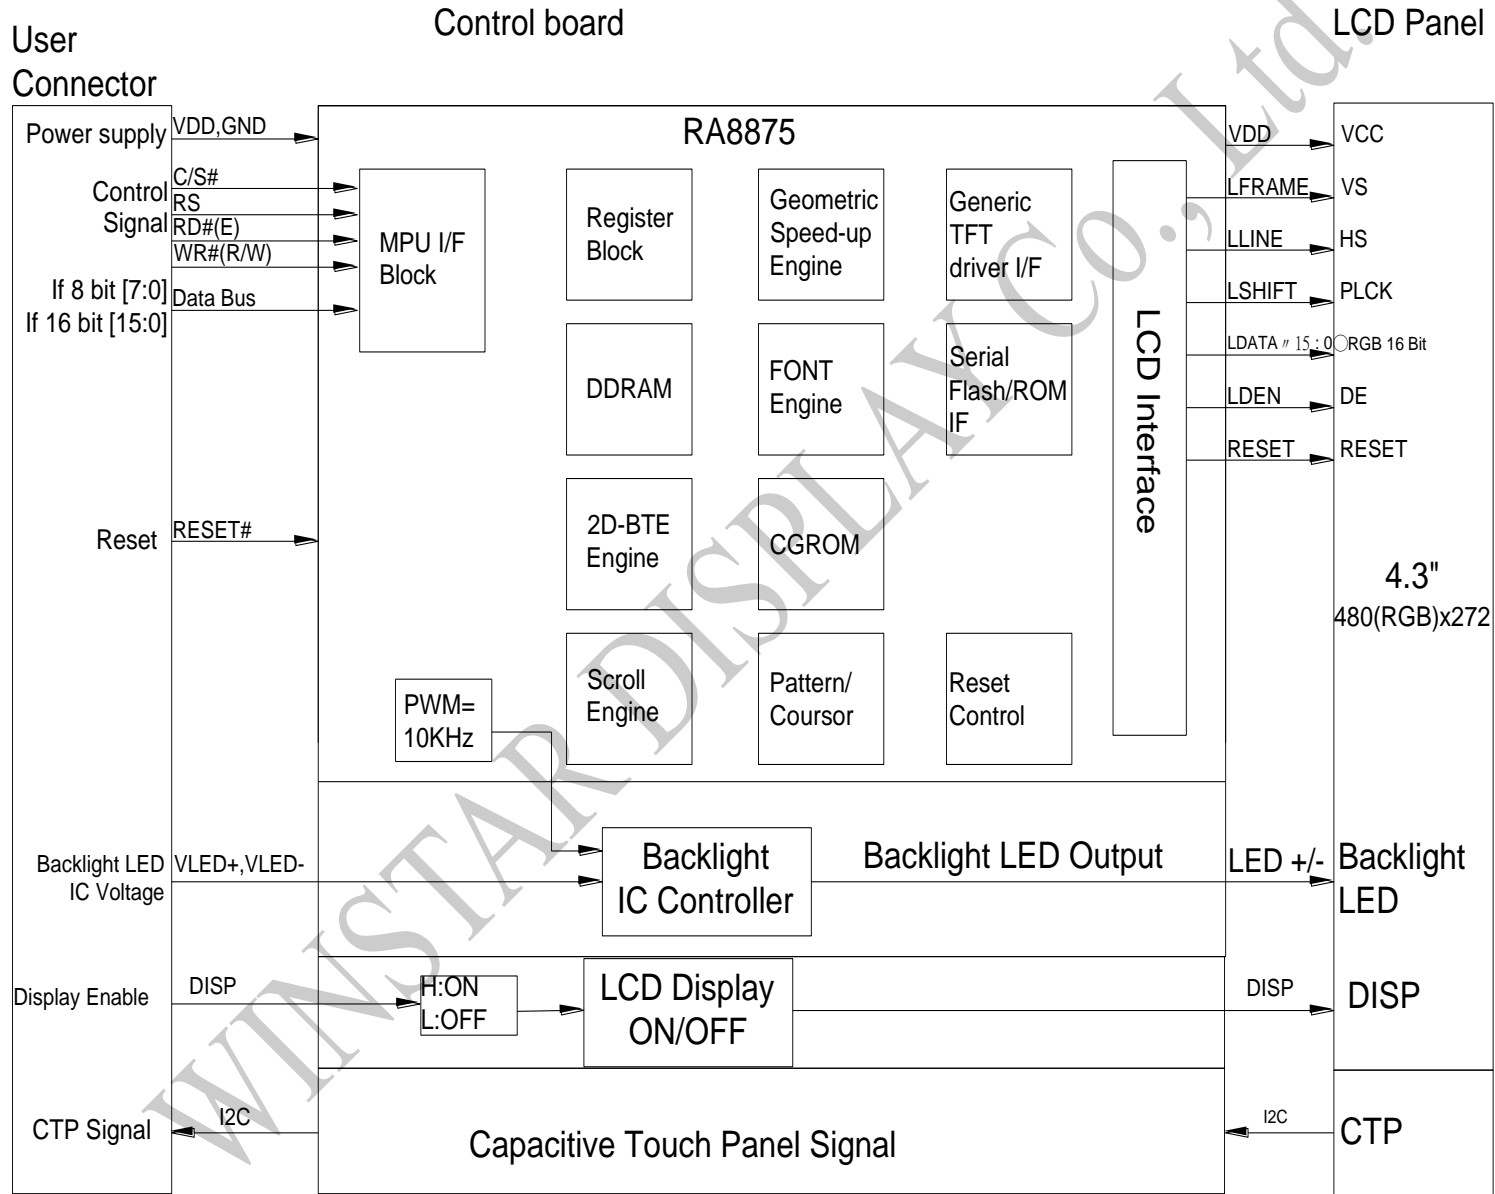 Control board
LCD Panel
User
Connector
Power supply
VDD,GND
Control
Signal
C/S#
RS
RD#(E)
WR#(R/W)
If 8 bit [7:0]
If 16 bit [15:0]
Data Bus
Reset
RESET#
Backlight LED
IC Voltage
VLED+,VLED-
Display Enable
DISP
CTP Signal
I2C
RA8875
MPU I/F
Block
Register
Block
Geometric
Speed-up
Engine
Generic
TFT
driver I/F
DDRAM
FONT
Engine
Serial
Flash/ROM
IF
2D-BTE
Engine
CGROM
Scroll
Engine
Pattern/
Coursor
Reset
Control
PWM=
10KHz
LCD Interface
Backlight
IC Controller
Backlight LED Output
H:ON
L:OFF
LCD Display
ON/OFF
Capacitive Touch Panel Signal
VDD
VCC
LFRAME
VS
LLINE
HS
LSHIFT
PLCK
LDATA〃15:0○RGB 16 Bit
LDEN
DE
RESET
RESET
4.3"
480(RGB)x272
LED +/-
Backlight
LED
DISP
DISP
I2C
CTP
WINSTAR DISPLAY Co., Ltd.